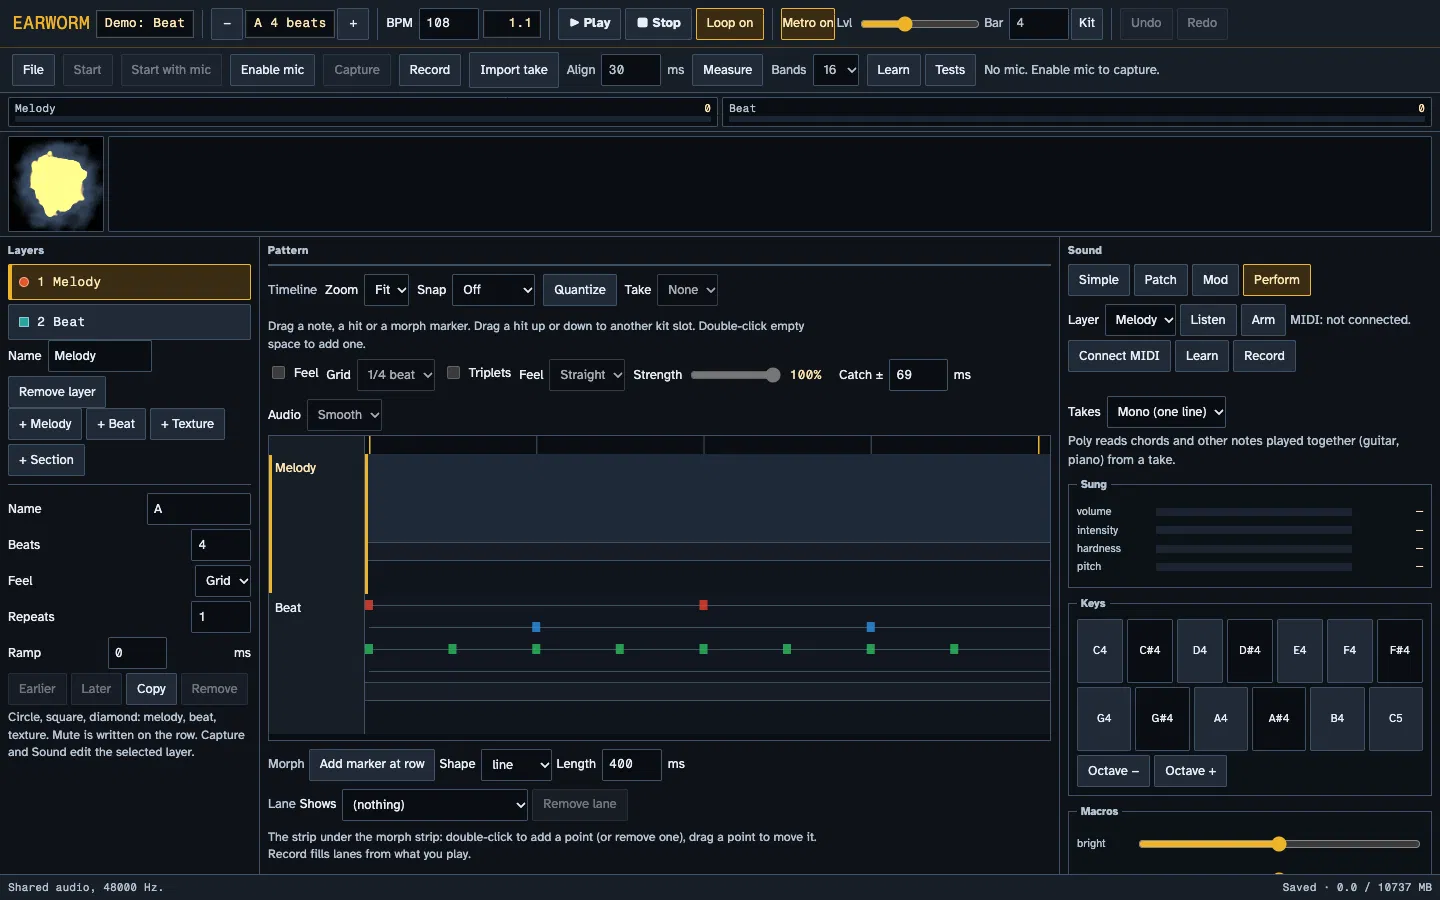 EARWORM Demo: Beat – A 4 beats + BPM 108 1.1 Play Stop Loop on Metro on Lvl Bar 4 Kit Undo Redo
File Start Start with mic Enable mic Capture Record Import take Align 30 ms Measure Bands 16 Learn Tests No mic. Enable mic to capture.
Melody 0 Beat 0
Layers
1 Melody
2 Beat
Name Melody
Remove layer
+ Melody + Beat + Texture
+ Section
Name A
Beats 4
Feel Grid
Repeats 1
Ramp 0 ms
Earlier Later Copy Remove
Circle, square, diamond: melody, beat,
texture. Mute is written on the row. Capture
and Sound edit the selected layer.
Pattern
Timeline Zoom Fit Snap Off Quantize Take None
Drag a note, a hit or a morph marker. Drag a hit up or down to another kit slot. Double-click empty
space to add one.
Feel Grid 1/4 beat Triplets Feel Straight Strength 100% Catch ± 69 ms
Audio Smooth
Melody
Beat
Morph Add marker at row Shape line Length 400 ms
Lane Shows (nothing) Remove lane
The strip under the morph strip: double-click to add a point (or remove one), drag a point to move it.
Record fills lanes from what you play.
Sound
Simple Patch Mod Perform
Layer Melody Listen Arm MIDI: not connected.
Connect MIDI Learn Record
Takes Mono (one line)
Poly reads chords and other notes played together (guitar,
piano) from a take.
Sung
volume –
intensity –
hardness –
pitch –
Keys
C4 C#4 D4 D#4 E4 F4 F#4
G4 G#4 A4 A#4 B4 C5
Octave – Octave +
Macros
bright
Shared audio, 48000 Hz. Saved · 0.0 / 10737 MB